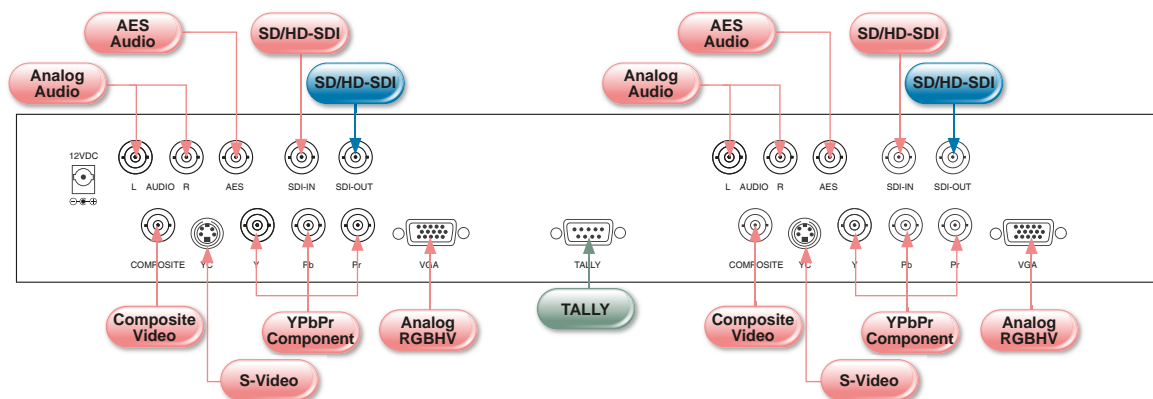 AES
Audio
SD/HD-SDI
AES
Audio
SD/HD-SDI
Analog
Audio
SD/HD-SDI
Analog
Audio
SD/HD-SDI
12VDC
L AUDIO R AES SDI-IN SDI-OUT
L AUDIO R AES SDI-IN SDI-OUT
COMPOSITE YC Y Pb Pr VGA
TALLY
COMPOSITE YC Y Pb Pr VGA
Composite
Video
YPbPr
Component
Analog
RGBHV
TALLY
Composite
Video
YPbPr
Component
Analog
RGBHV
S-Video
S-Video